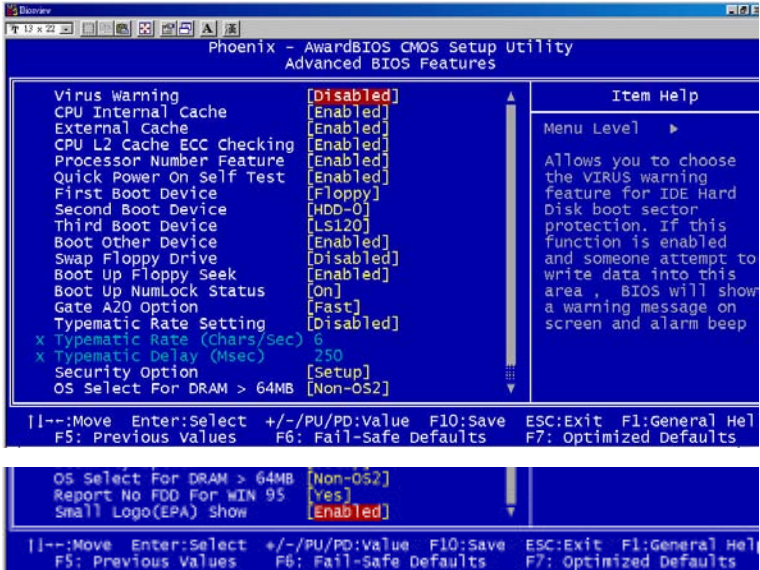 Biosview
T 13 x 22 A 漢
Phoenix - AwardBIOS CMOS Setup Utility
Advanced BIOS Features
Virus Warning [Disabled]
CPU Internal Cache [Enabled]
External Cache [Enabled]
CPU L2 Cache ECC Checking [Enabled]
Processor Number Feature [Enabled]
Quick Power On Self Test [Enabled]
First Boot Device [Floppy]
Second Boot Device [HDD-0]
Third Boot Device [LS120]
Boot Other Device [Enabled]
Swap Floppy Drive [Disabled]
Boot Up Floppy Seek [Enabled]
Boot Up NumLock Status [On]
Gate A20 Option [Fast]
Typematic Rate Setting [Disabled]
x Typematic Rate (Chars/Sec) 6
x Typematic Delay (Msec) 250
Security Option [Setup]
OS Select For DRAM > 64MB [Non-OS2]
Item Help
Menu Level ▶
Allows you to choose
the VIRUS warning
feature for IDE Hard
Disk boot sector
protection. If this
function is enabled
and someone attempt to
write data into this
area , BIOS will show
a warning message on
screen and alarm beep
↑↓→←:Move Enter:Select +/-/PU/PD:Value F10:Save ESC:Exit F1:General Hel
F5: Previous Values F6: Fail-Safe Defaults F7: Optimized Defaults
OS Select For DRAM > 64MB [Non-OS2]
Report No FDD For WIN 95 [Yes]
Small Logo(EPA) Show [Enabled]
↑↓→←:Move Enter:Select +/-/PU/PD:Value F10:Save ESC:Exit F1:General Help
F5: Previous Values F6: Fail-Safe Defaults F7: Optimized Defaults